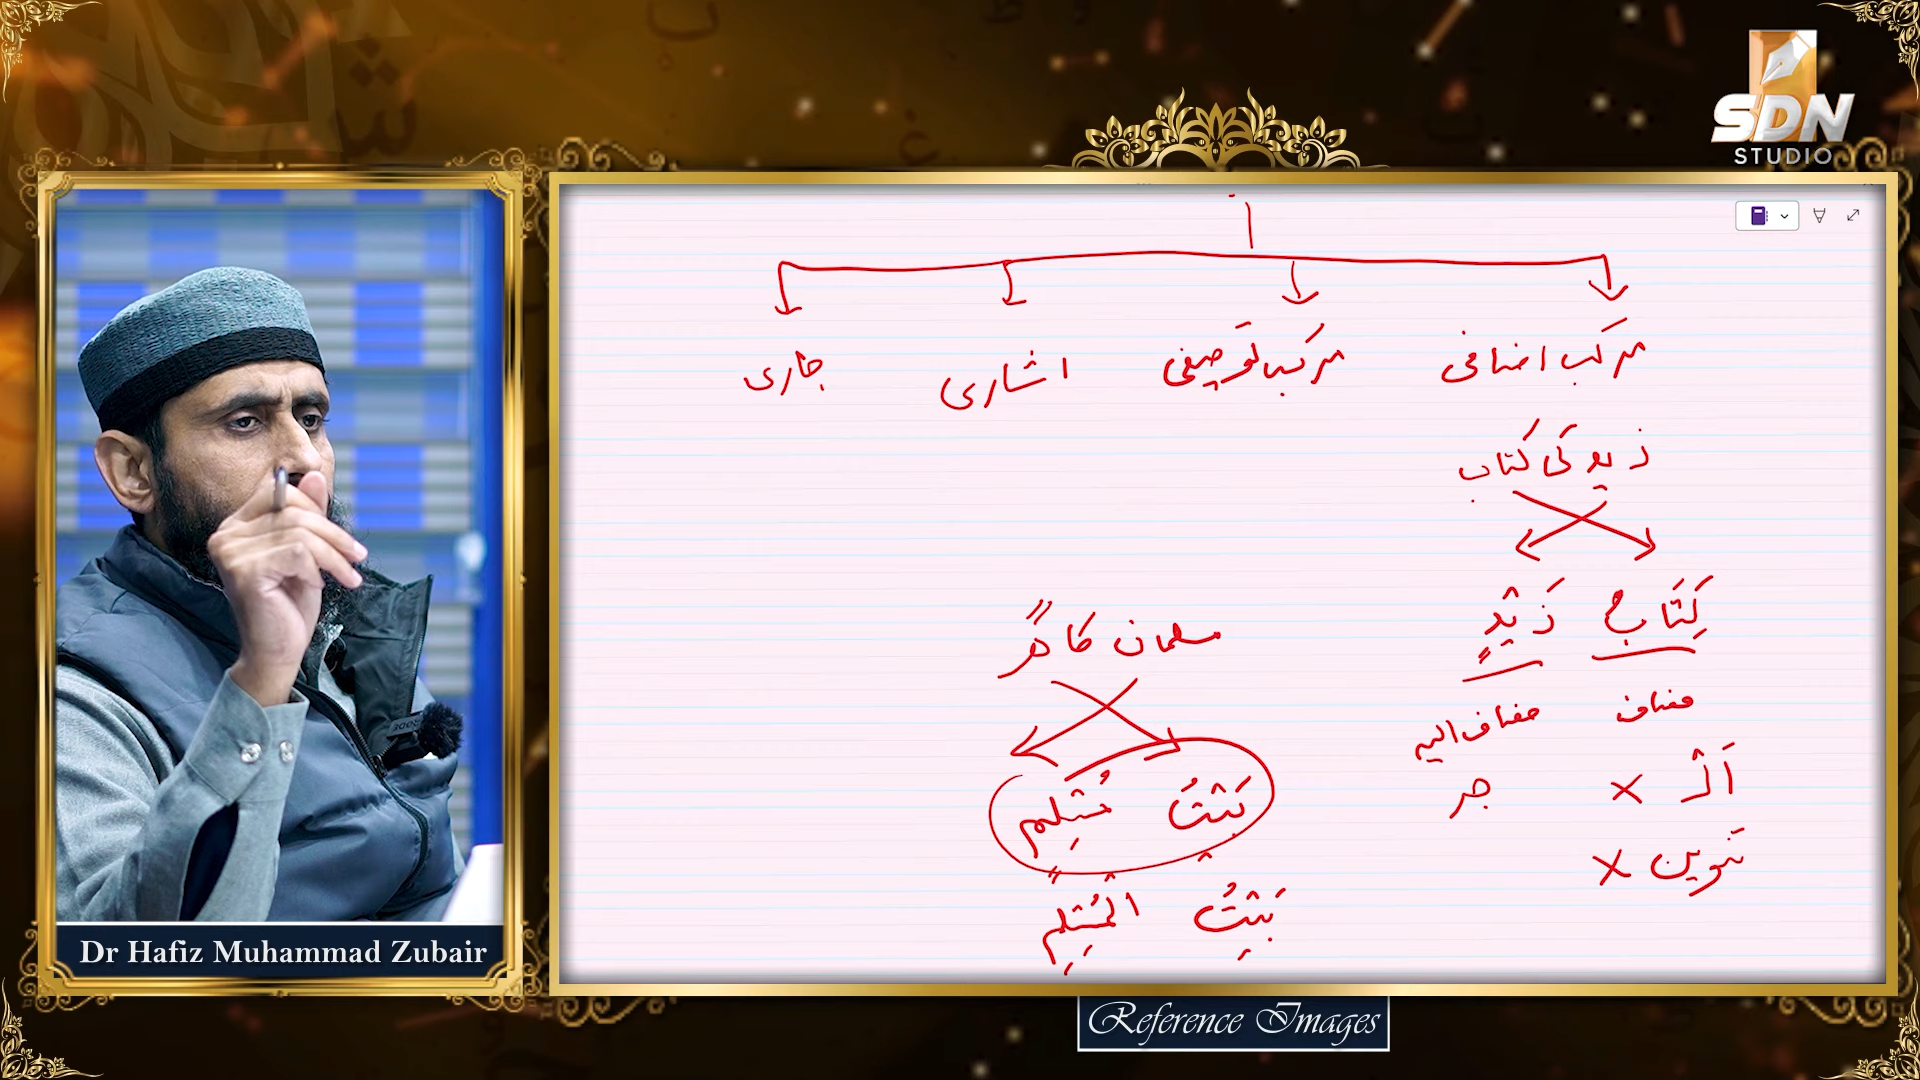 SDN
STUDIO
مرکب اضافی مرکب توصیفی اشاری جاری
زید کی کتاب
كِتَابُ زَيْدٍ
مضاف مضاف الیہ
اَلْ × جر
تنوین ×
مسلمان کا گھر
بَيْتُ مُسْلِمٍ
بَيْتُ الْمُسْلِمِ
Dr Hafiz Muhammad Zubair
Reference Images